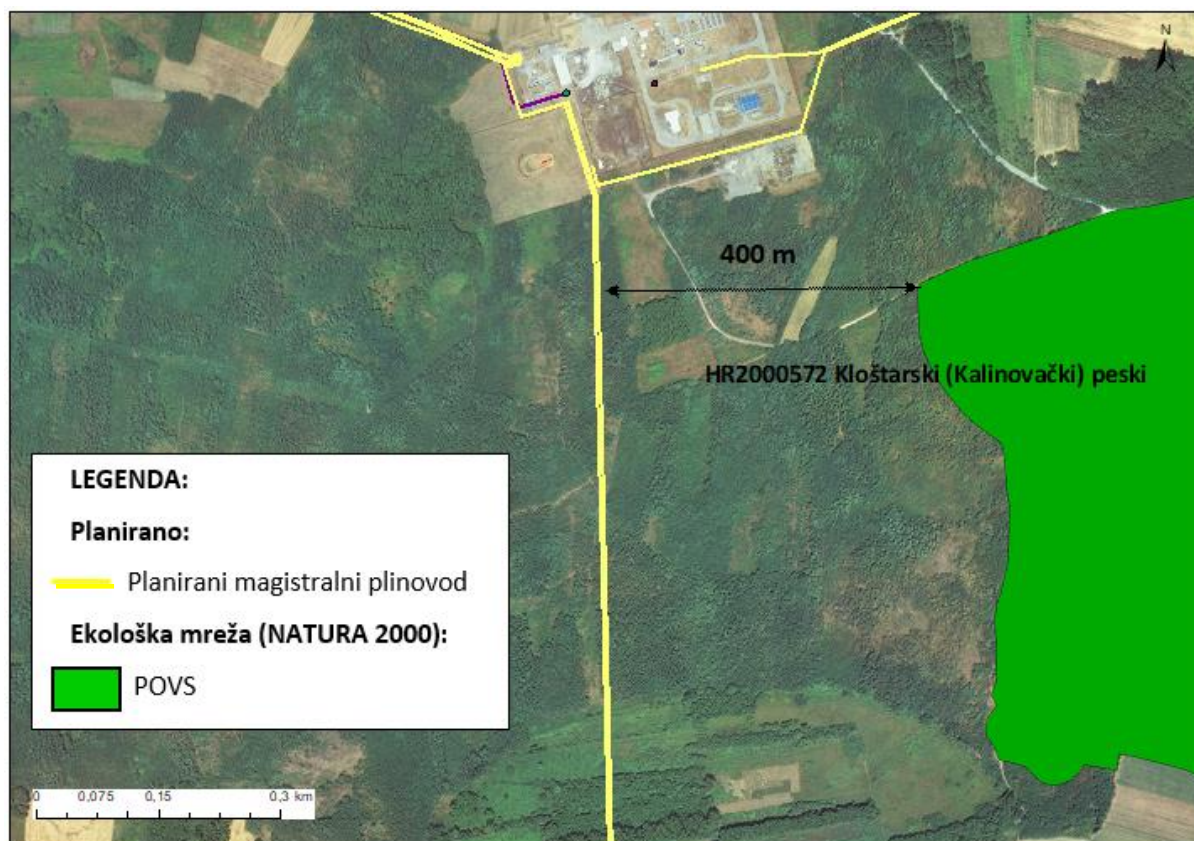 N
400 m
HR2000572 Kloštarski (Kalinovački) peski
LEGENDA:
Planirano:
Planirani magistralni plinovod
Ekološka mreža (NATURA 2000):
POVS
0 0,075 0,15 0,3 km